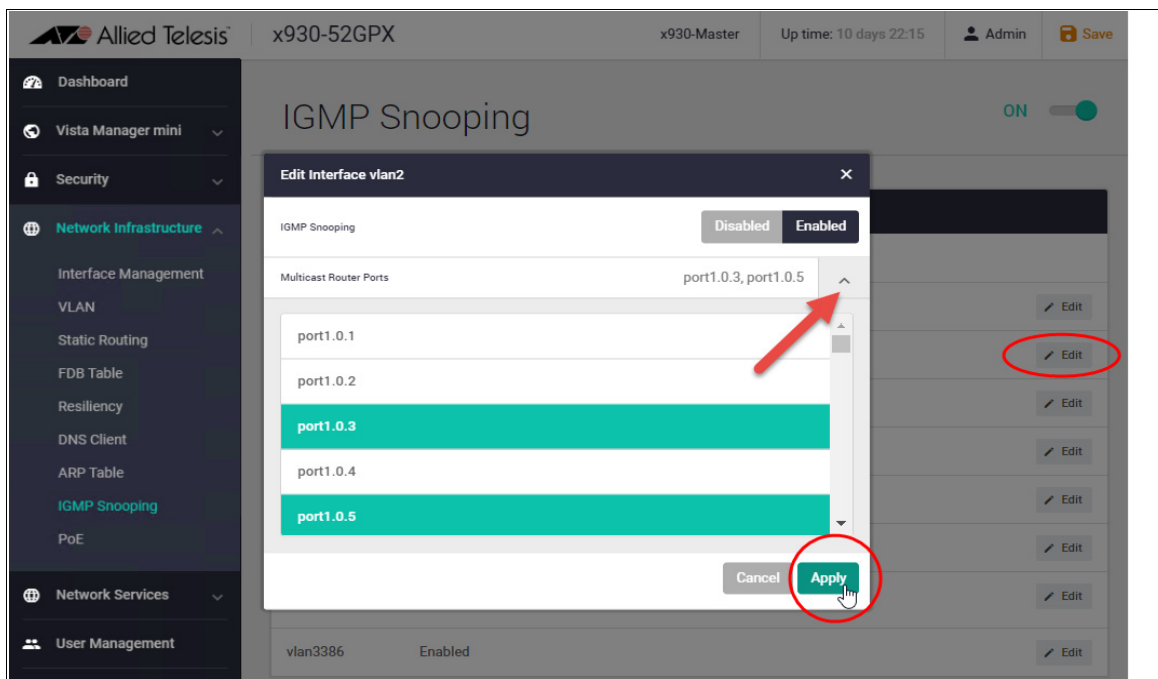 Allied Telesis
x930-52GPX
x930-Master
Up time: 10 days 22:15
Admin
Save
Dashboard
Vista Manager mini
Security
Network Infrastructure
Interface Management
VLAN
Static Routing
FDB Table
Resiliency
DNS Client
ARP Table
IGMP Snooping
PoE
Network Services
User Management
IGMP Snooping
ON
Edit Interface vlan2
IGMP Snooping
Disabled
Enabled
Multicast Router Ports
port1.0.3, port1.0.5
port1.0.1
port1.0.2
port1.0.3
port1.0.4
port1.0.5
Cancel
Apply
Edit
Edit
Edit
Edit
Edit
Edit
Edit
vlan3386 Enabled Edit